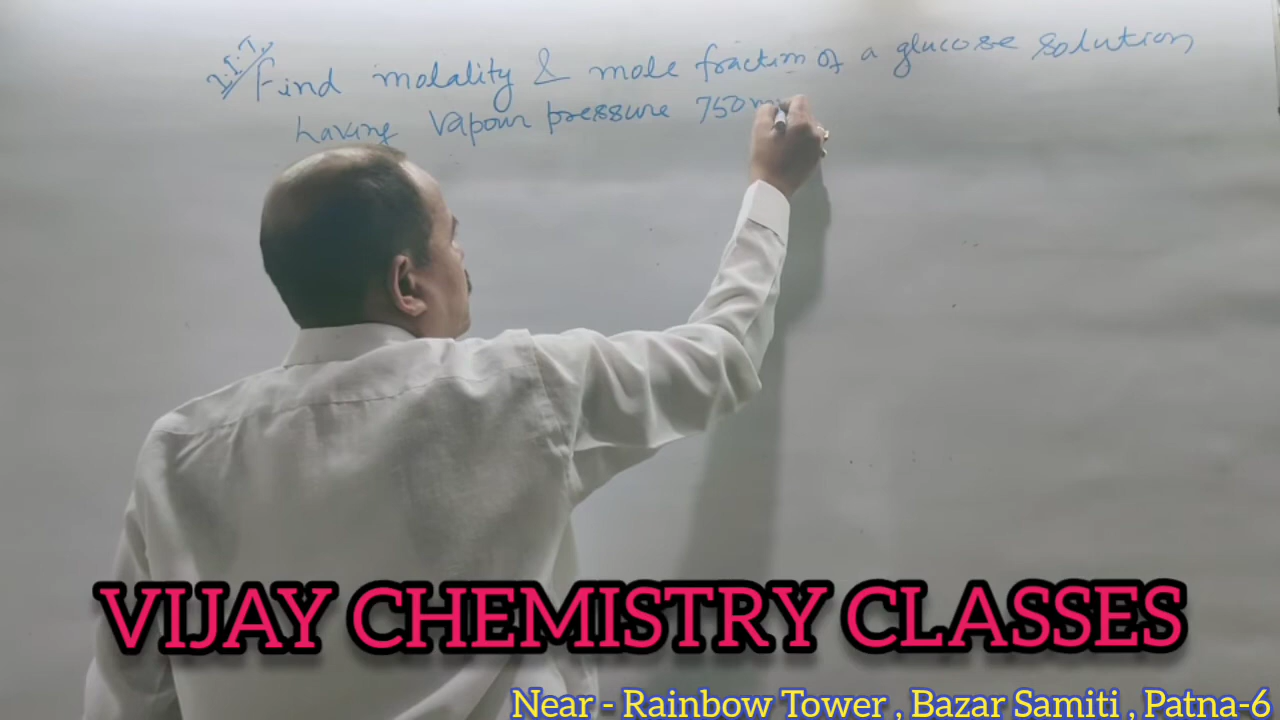 I.I.T.
Find molality & mole fraction of a glucose solution
having vapour pressure 750 m
VIJAY CHEMISTRY CLASSES
Near - Rainbow Tower , Bazar Samiti , Patna-6